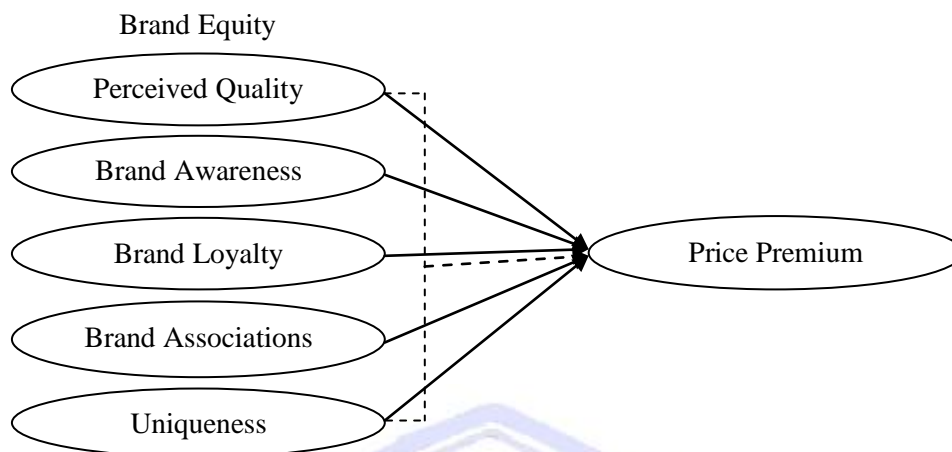 Brand Equity
Perceived Quality
Brand Awareness
Brand Loyalty
Price Premium
Brand Associations
Uniqueness